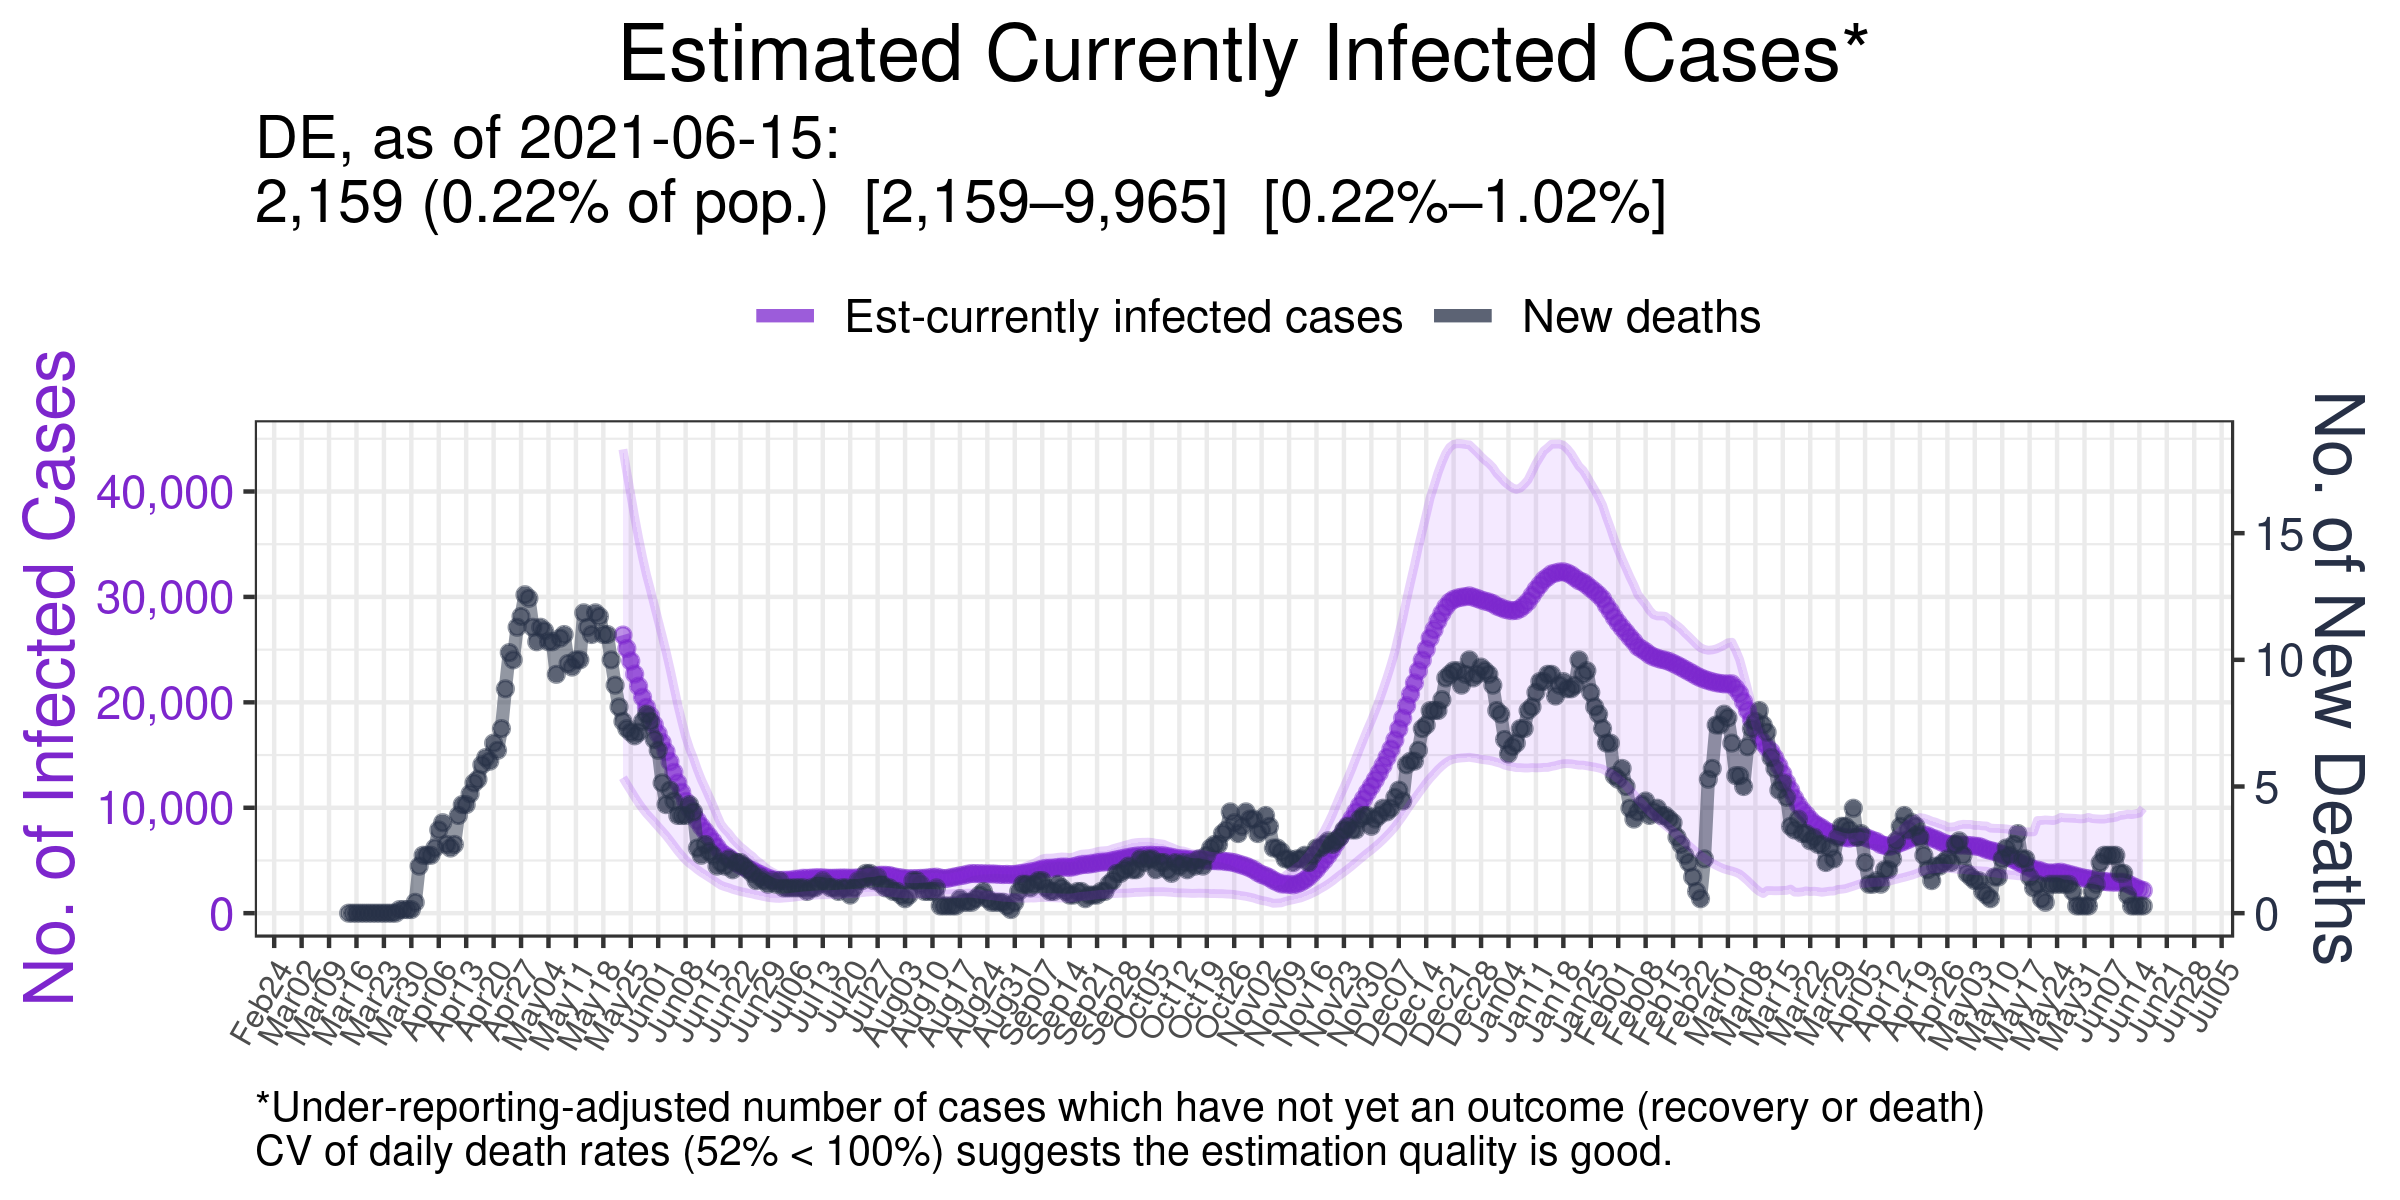 Estimated Currently Infected Cases*
DE, as of 2021-06-15:
2,159 (0.22% of pop.) [2,159–9,965] [0.22%–1.02%]
Est-currently infected cases
New deaths
No. of Infected Cases
40,000
30,000
20,000
10,000
0
No. of New Deaths
15
10
5
0
Feb24
Mar02
Mar09
Mar16
Mar23
Mar30
Apr06
Apr13
Apr20
Apr27
May04
May11
May18
May25
Jun01
Jun08
Jun15
Jun22
Jun29
Jul06
Jul13
Jul20
Jul27
Aug03
Aug10
Aug17
Aug24
Aug31
Sep07
Sep14
Sep21
Sep28
Oct05
Oct12
Oct19
Oct26
Nov02
Nov09
Nov16
Nov23
Nov30
Dec07
Dec14
Dec21
Dec28
Jan04
Jan11
Jan18
Jan25
Feb01
Feb08
Feb15
Feb22
Mar01
Mar08
Mar15
Mar22
Mar29
Apr05
Apr12
Apr19
Apr26
May03
May10
May17
May24
May31
Jun07
Jun14
Jun21
Jun28
Jul05
*Under-reporting-adjusted number of cases which have not yet an outcome (recovery or death)
CV of daily death rates (52% < 100%) suggests the estimation quality is good.